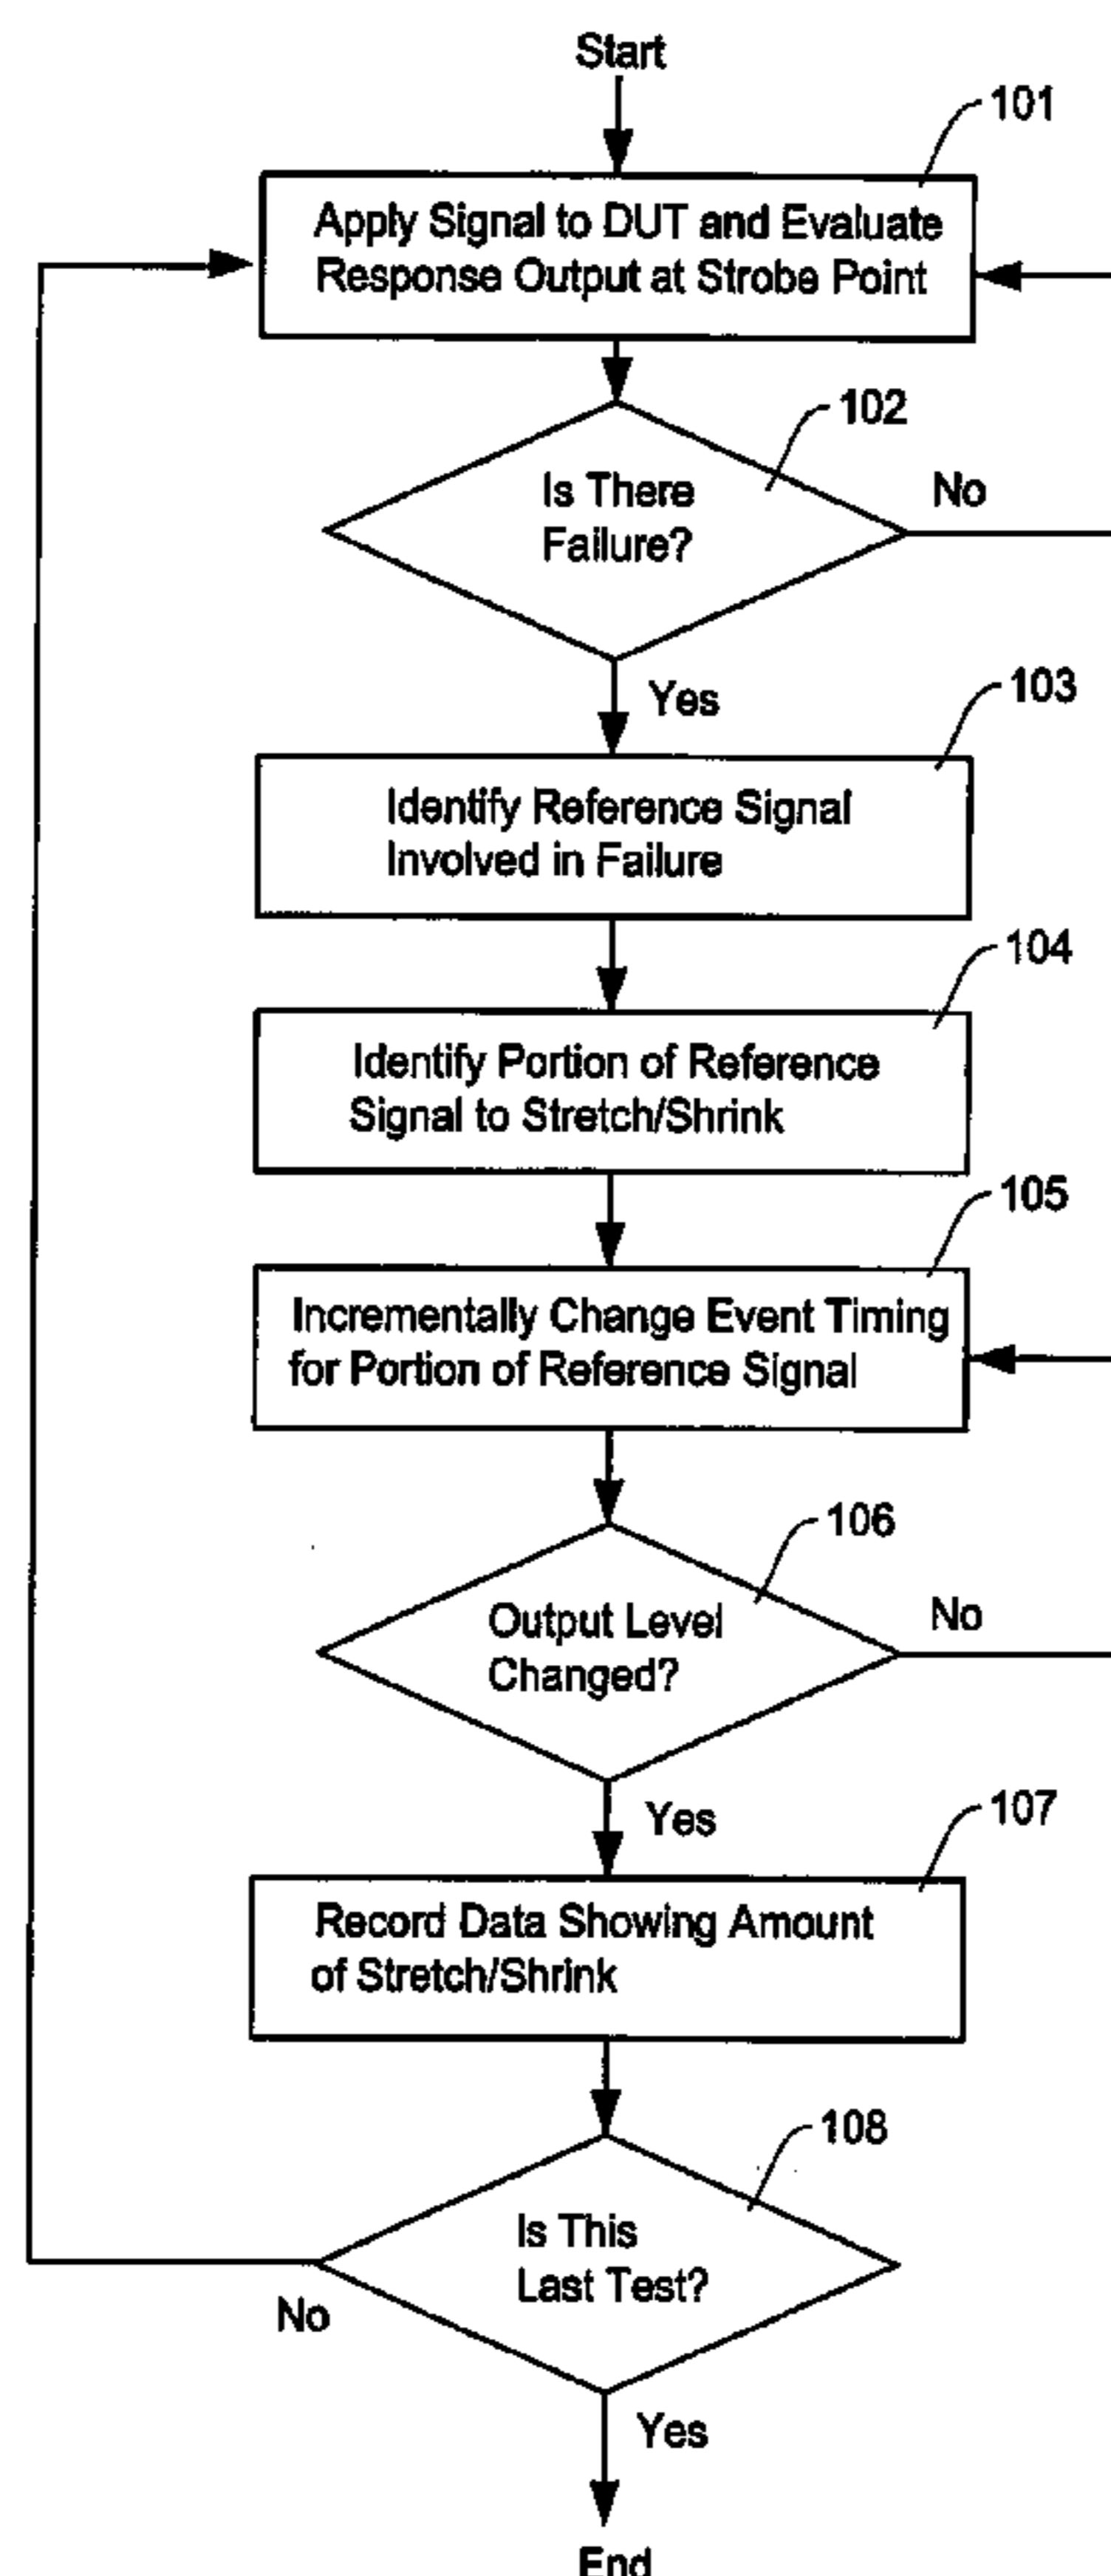 Start
101
Apply Signal to DUT and Evaluate
Response Output at Strobe Point
102
Is There
Failure?
No
Yes
103
Identify Reference Signal
Involved in Failure
104
Identify Portion of Reference
Signal to Stretch/Shrink
105
Incrementally Change Event Timing
for Portion of Reference Signal
106
Output Level
Changed?
No
Yes
107
Record Data Showing Amount
of Stretch/Shrink
108
Is This
Last Test?
No
Yes
End